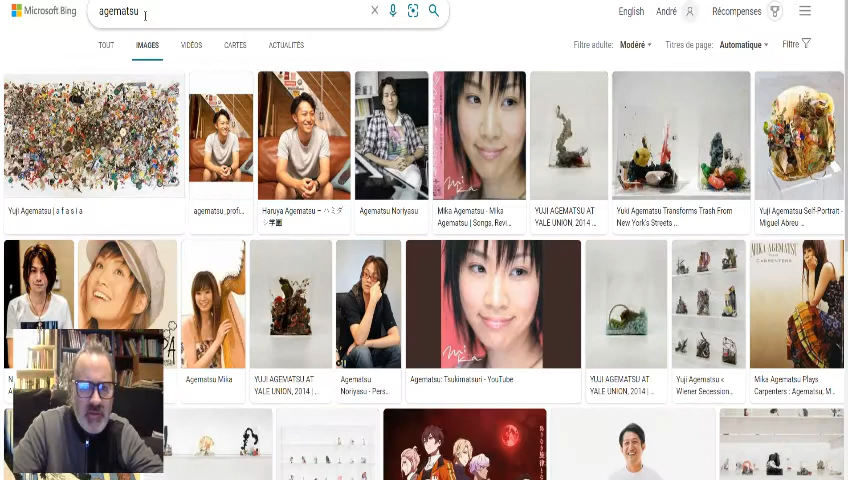 Microsoft Bing
agematsu
English
André
Récompenses
TOUT
IMAGES
VIDÉOS
CARTES
ACTUALITÉS
Filtre adulte: Modéré
Titres de page: Automatique
Filtre
Yuji Agematsu | a f a s i a
agematsu_profi...
Haruya Agematsu – ハミダ
シ学園
Agematsu Noriyasu
Mika Agematsu - Mika
Agematsu | Songs, Revi...
YUJI AGEMATSU AT
YALE UNION, 2014 ...
Yuki Agematsu Transforms Trash From
New York's Streets ...
Yuji Agematsu Self-Portrait -
Miguel Abreu ...
MIKA AGEMATSU
CARPENTERS
N
Agematsu Mika
YUJI AGEMATSU AT
YALE UNION, 2014 |...
Agematsu
Noriyasu - Pers...
Agematsu: Tsukimatsuri - YouTube
YUJI AGEMATSU AT
YALE UNION, 2014 |...
Yuji Agematsu «
Wiener Secession...
Mika Agematsu Plays
Carpenters : Agematsu, M...